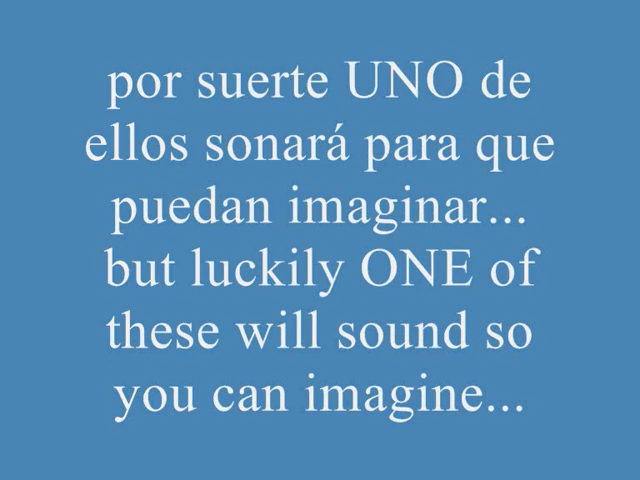 por suerte UNO de
ellos sonará para que
puedan imaginar...
but luckily ONE of
these will sound so
you can imagine...